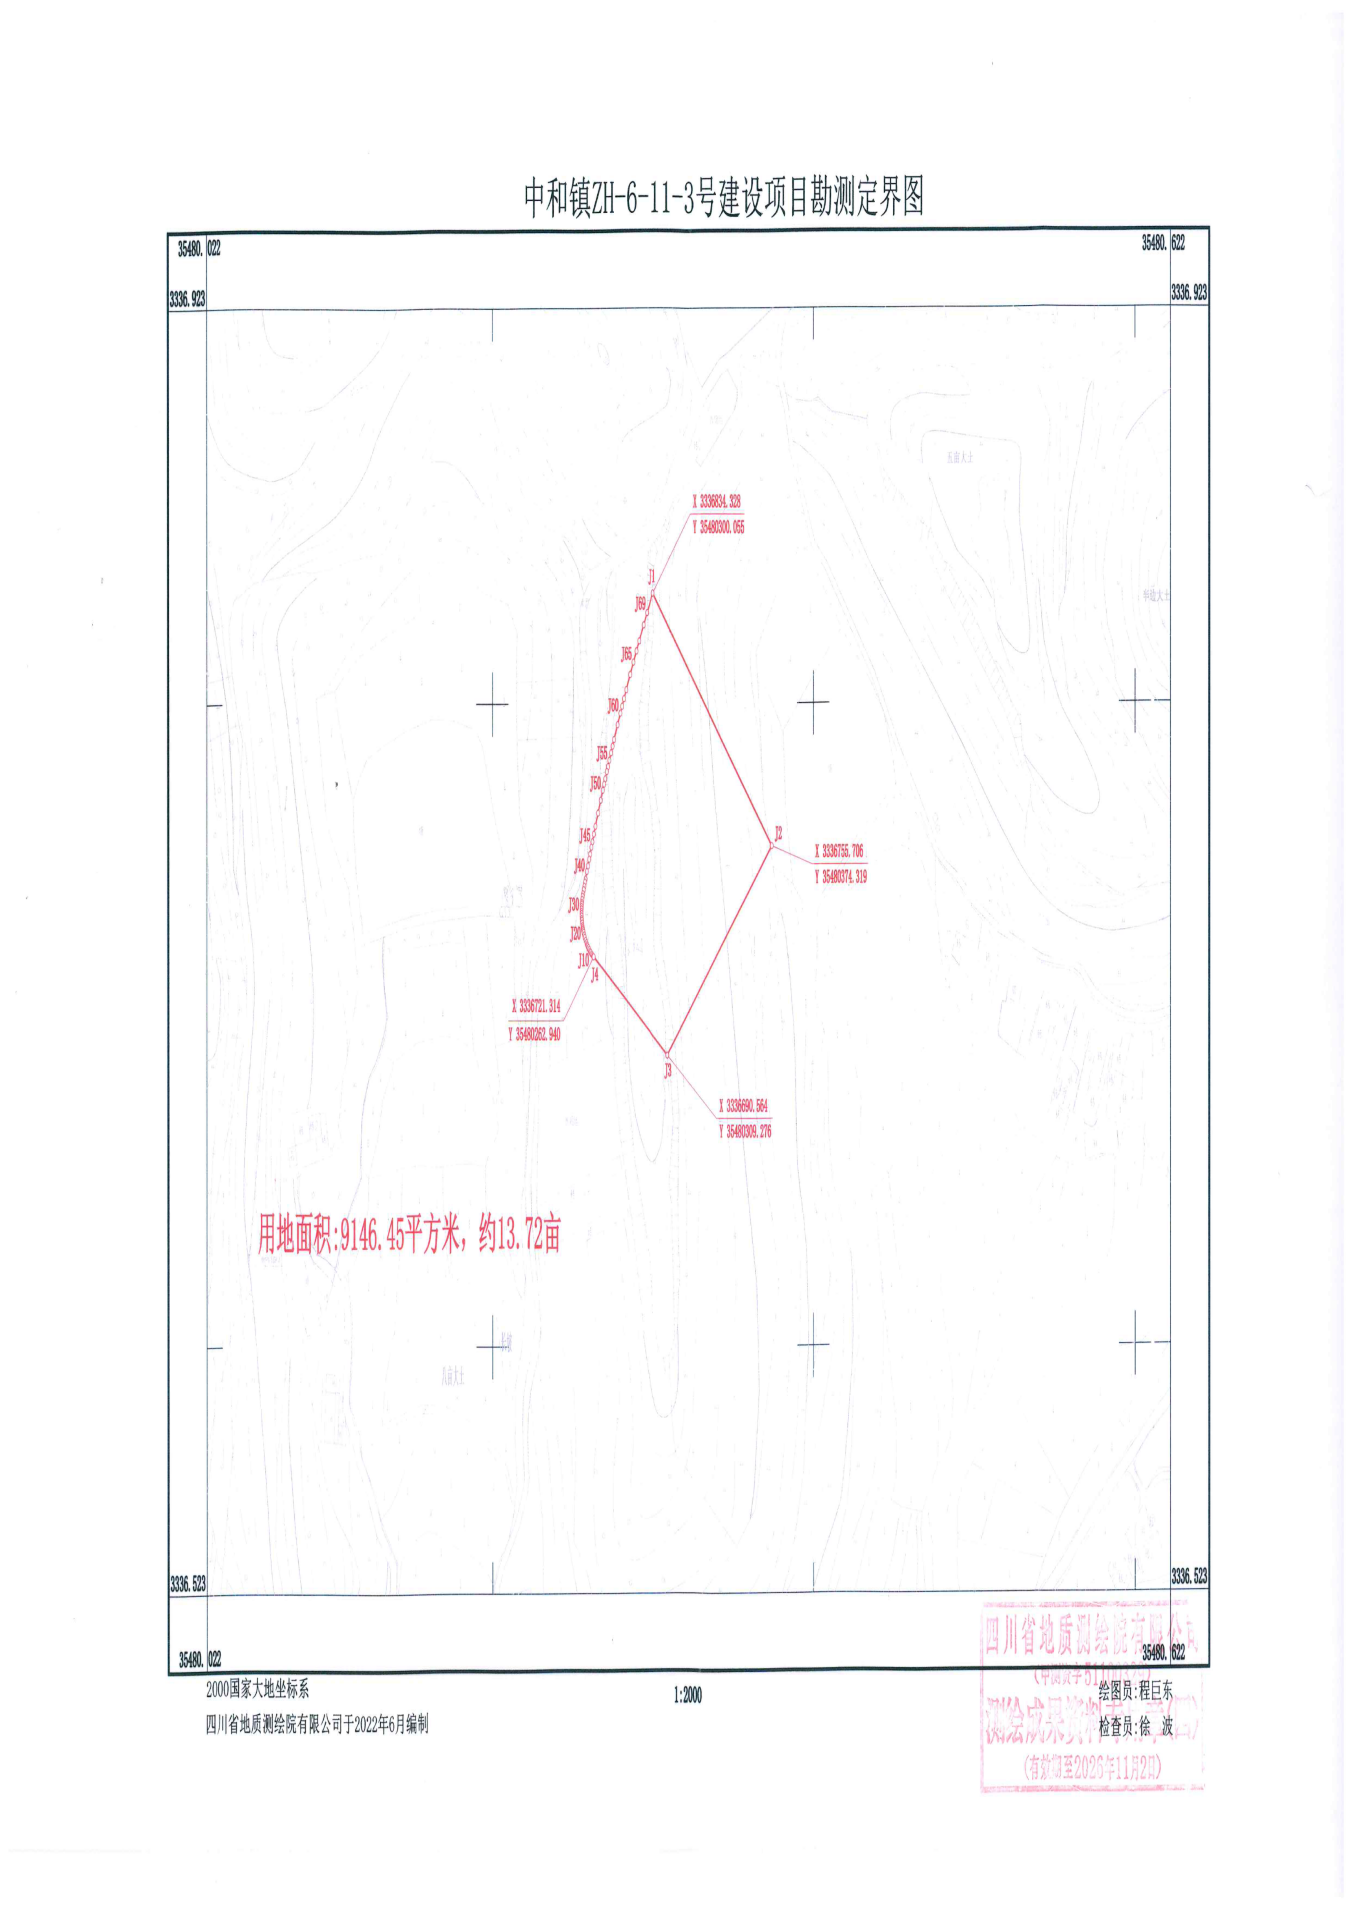 中和镇ZH-6-11-3号建设项目勘测定界图
35480. 022
35480. 622
3336.923
3336.923
五亩大土
X 3336834.328
Y 35480300.055
J1
J69
J65
J60
J55
J50
J45
J40
J30
J20
J10
J4
J2
X 3336755.706
Y 35480374.319
X 3336721.314
Y 35480262.940
J3
X 3336690.564
Y 35480309.276
用地面积:9146.45平方米，约13.72亩
八亩大土
3336.523
3336.523
四川省地质测绘院有限公司
35480. 022
35480. 622
2000国家大地坐标系
1:2000
绘图员:程巨东
四川省地质测绘院有限公司于2022年6月编制
检查员:徐 波
(有效期至2026年11月2日)